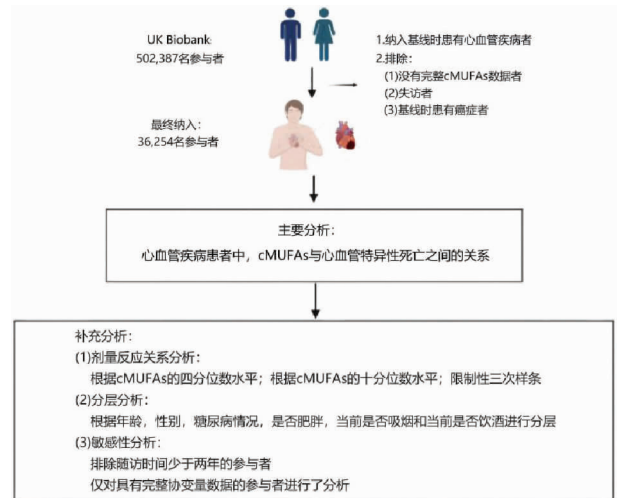 UK Biobank:
502,387名参与者
1.纳入基线时患有心血管疾病者
2.排除：
(1)没有完整cMUFAs数据者
(2)失访者
(3)基线时患有癌症者
最终纳入：
36,254名参与者
主要分析：
心血管疾病患者中，cMUFAs与心血管特异性死亡之间的关系
补充分析：
(1)剂量反应关系分析：
根据cMUFAs的四分位数水平；根据cMUFAs的十分位数水平；限制性三次样条
(2)分层分析：
根据年龄，性别，糖尿病情况，是否肥胖，当前是否吸烟和当前是否饮酒进行分层
(3)敏感性分析：
排除随访时间少于两年的参与者
仅对具有完整协变量数据的参与者进行了分析